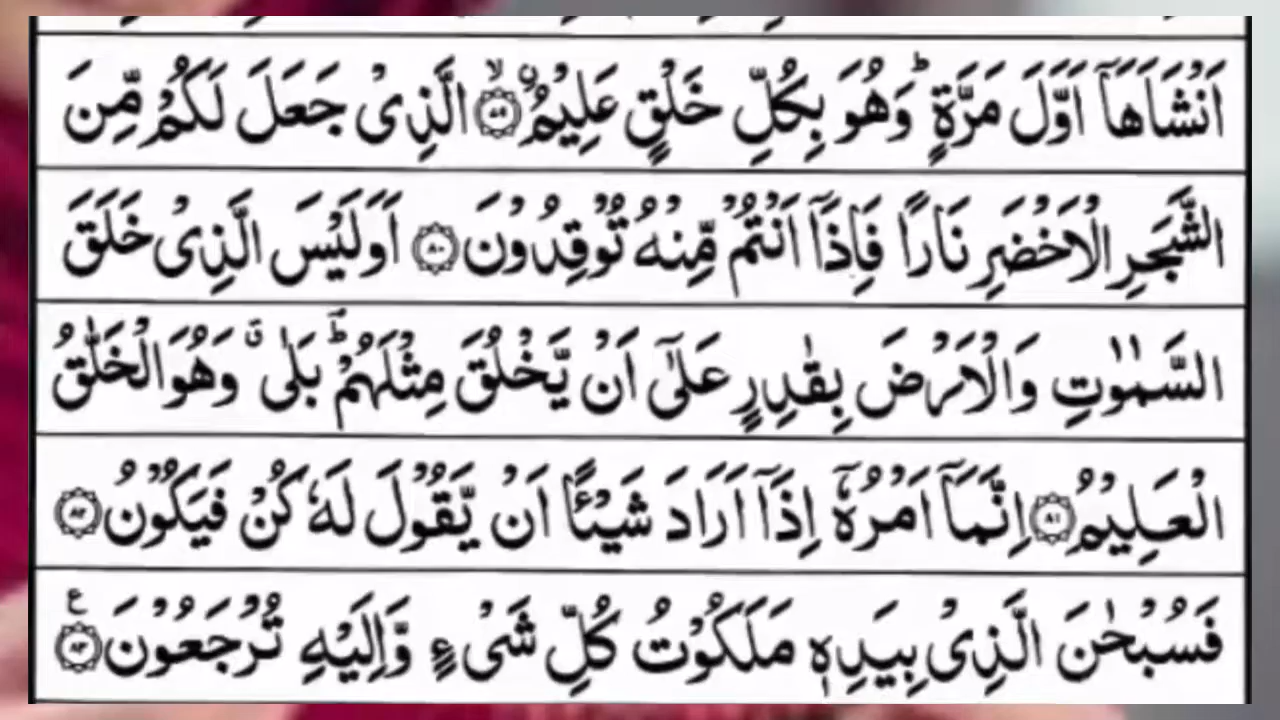 اَنْشَاَهَاۤ اَوَّلَ مَرَّةٍ ؕ وَهُوَ بِكُلِّ خَلْقٍ عَلِيْمُ ۙ﴿۷۹﴾ الَّذِىْ جَعَلَ لَكُمْ مِّنَ
الشَّجَرِ الْاَخْضَرِ نَارًا فَاِذَاۤ اَنْتُمْ مِّنْهُ تُوْقِدُوْنَ ﴿۸۰﴾ اَوَلَيْسَ الَّذِىْ خَلَقَ
السَّمٰوٰتِ وَالْاَرْضَ بِقٰدِرٍ عَلٰۤى اَنْ يَّخْلُقَ مِثْلَهُمْ ؕ بَلٰى ۗ وَهُوَ الْخَلّٰقُ
الْعَلِيْمُ ﴿۸۱﴾ اِنَّمَاۤ اَمْرُهٗۤ اِذَاۤ اَرَادَ شَيْـًٔا اَنْ يَّقُوْلَ لَهٗ كُنْ فَيَكُوْنُ ﴿۸۲﴾
فَسُبْحٰنَ الَّذِىْ بِيَدِهٖ مَلَكُوْتُ كُلِّ شَىْءٍ وَّاِلَيْهِ تُرْجَعُوْنَ ﴿۸۳﴾ ع